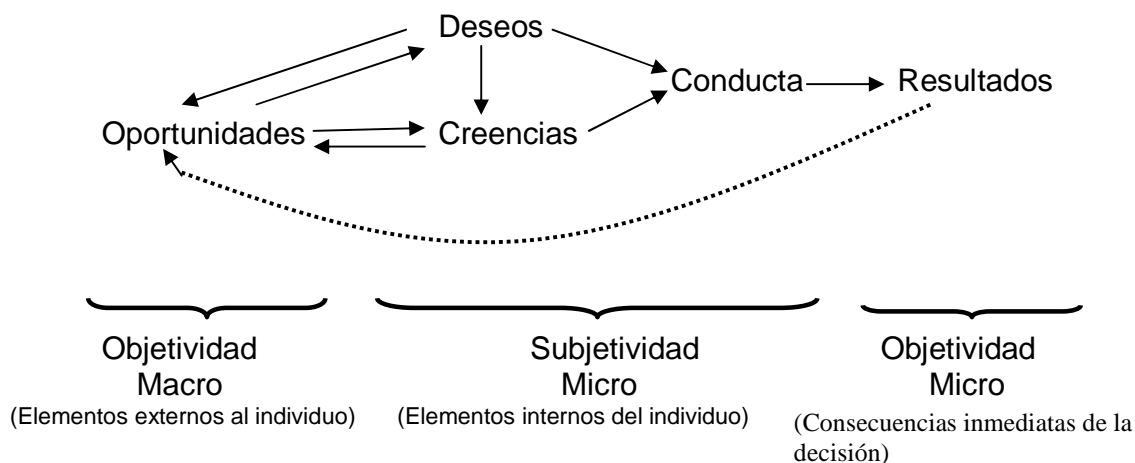 Deseos
Conducta
Resultados
Oportunidades
Creencias
Objetividad
Macro
(Elementos externos al individuo)
Subjetividad
Micro
(Elementos internos del individuo)
Objetividad
Micro
(Consecuencias inmediatas de la
decisión)